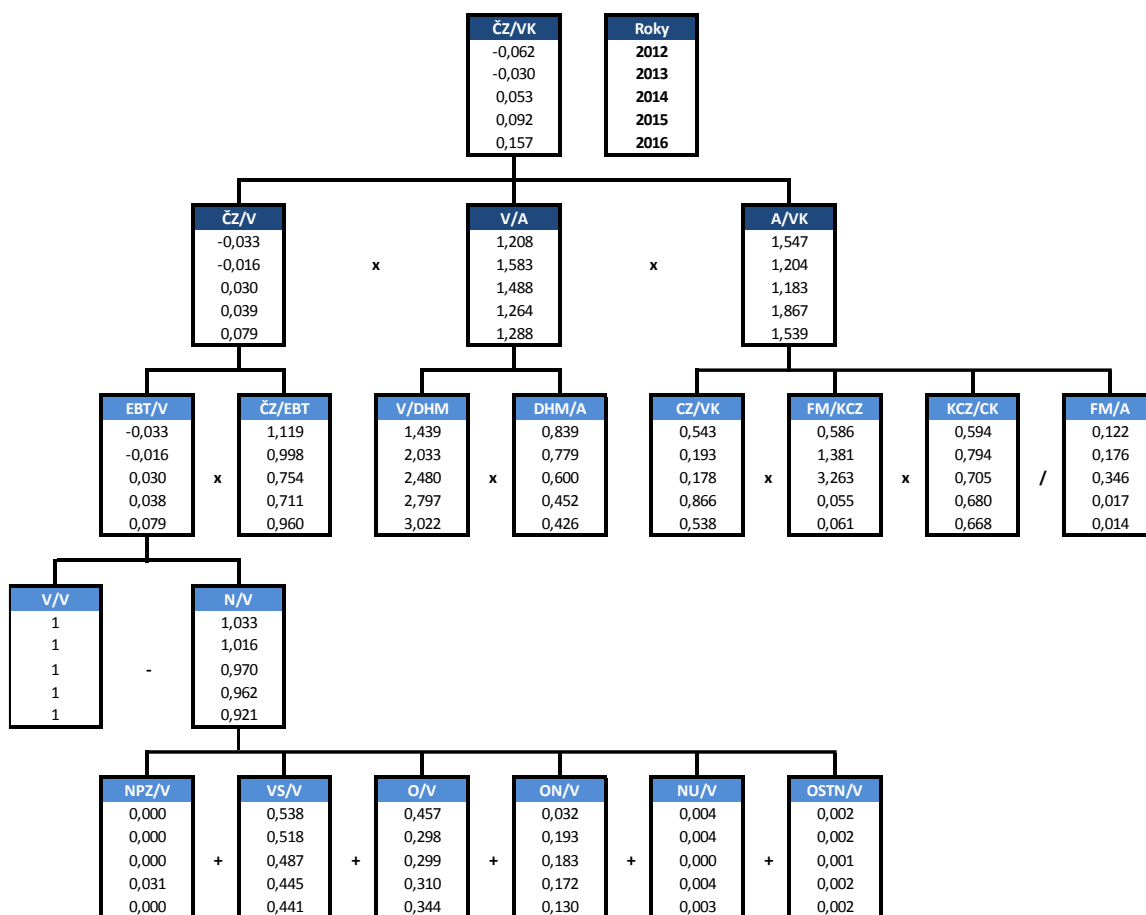 ČZ/VK Roky
-0,062 2012
-0,030 2013
0,053 2014
0,092 2015
0,157 2016
ČZ/V V/A A/VK
-0,033 1,208 1,547
-0,016 x 1,583 x 1,204
0,030 1,488 1,183
0,039 1,264 1,867
0,079 1,288 1,539
EBT/V ČZ/EBT V/DHM DHM/A CZ/VK FM/KCZ KCZ/CK FM/A
-0,033 1,119 1,439 0,839 0,543 0,586 0,594 0,122
-0,016 0,998 2,033 0,779 0,193 1,381 0,794 0,176
0,030 x 0,754 2,480 x 0,600 0,178 x 3,263 x 0,705 / 0,346
0,038 0,711 2,797 0,452 0,866 0,055 0,680 0,017
0,079 0,960 3,022 0,426 0,538 0,061 0,668 0,014
V/V N/V
1 1,033
1 1,016
1 - 0,970
1 0,962
1 0,921
NPZ/V VS/V O/V ON/V NU/V OSTN/V
0,000 0,538 0,457 0,032 0,004 0,002
0,000 0,518 0,298 0,193 0,004 0,002
0,000 + 0,487 + 0,299 + 0,183 + 0,000 + 0,001
0,031 0,445 0,310 0,172 0,004 0,002
0,000 0,441 0,344 0,130 0,003 0,002